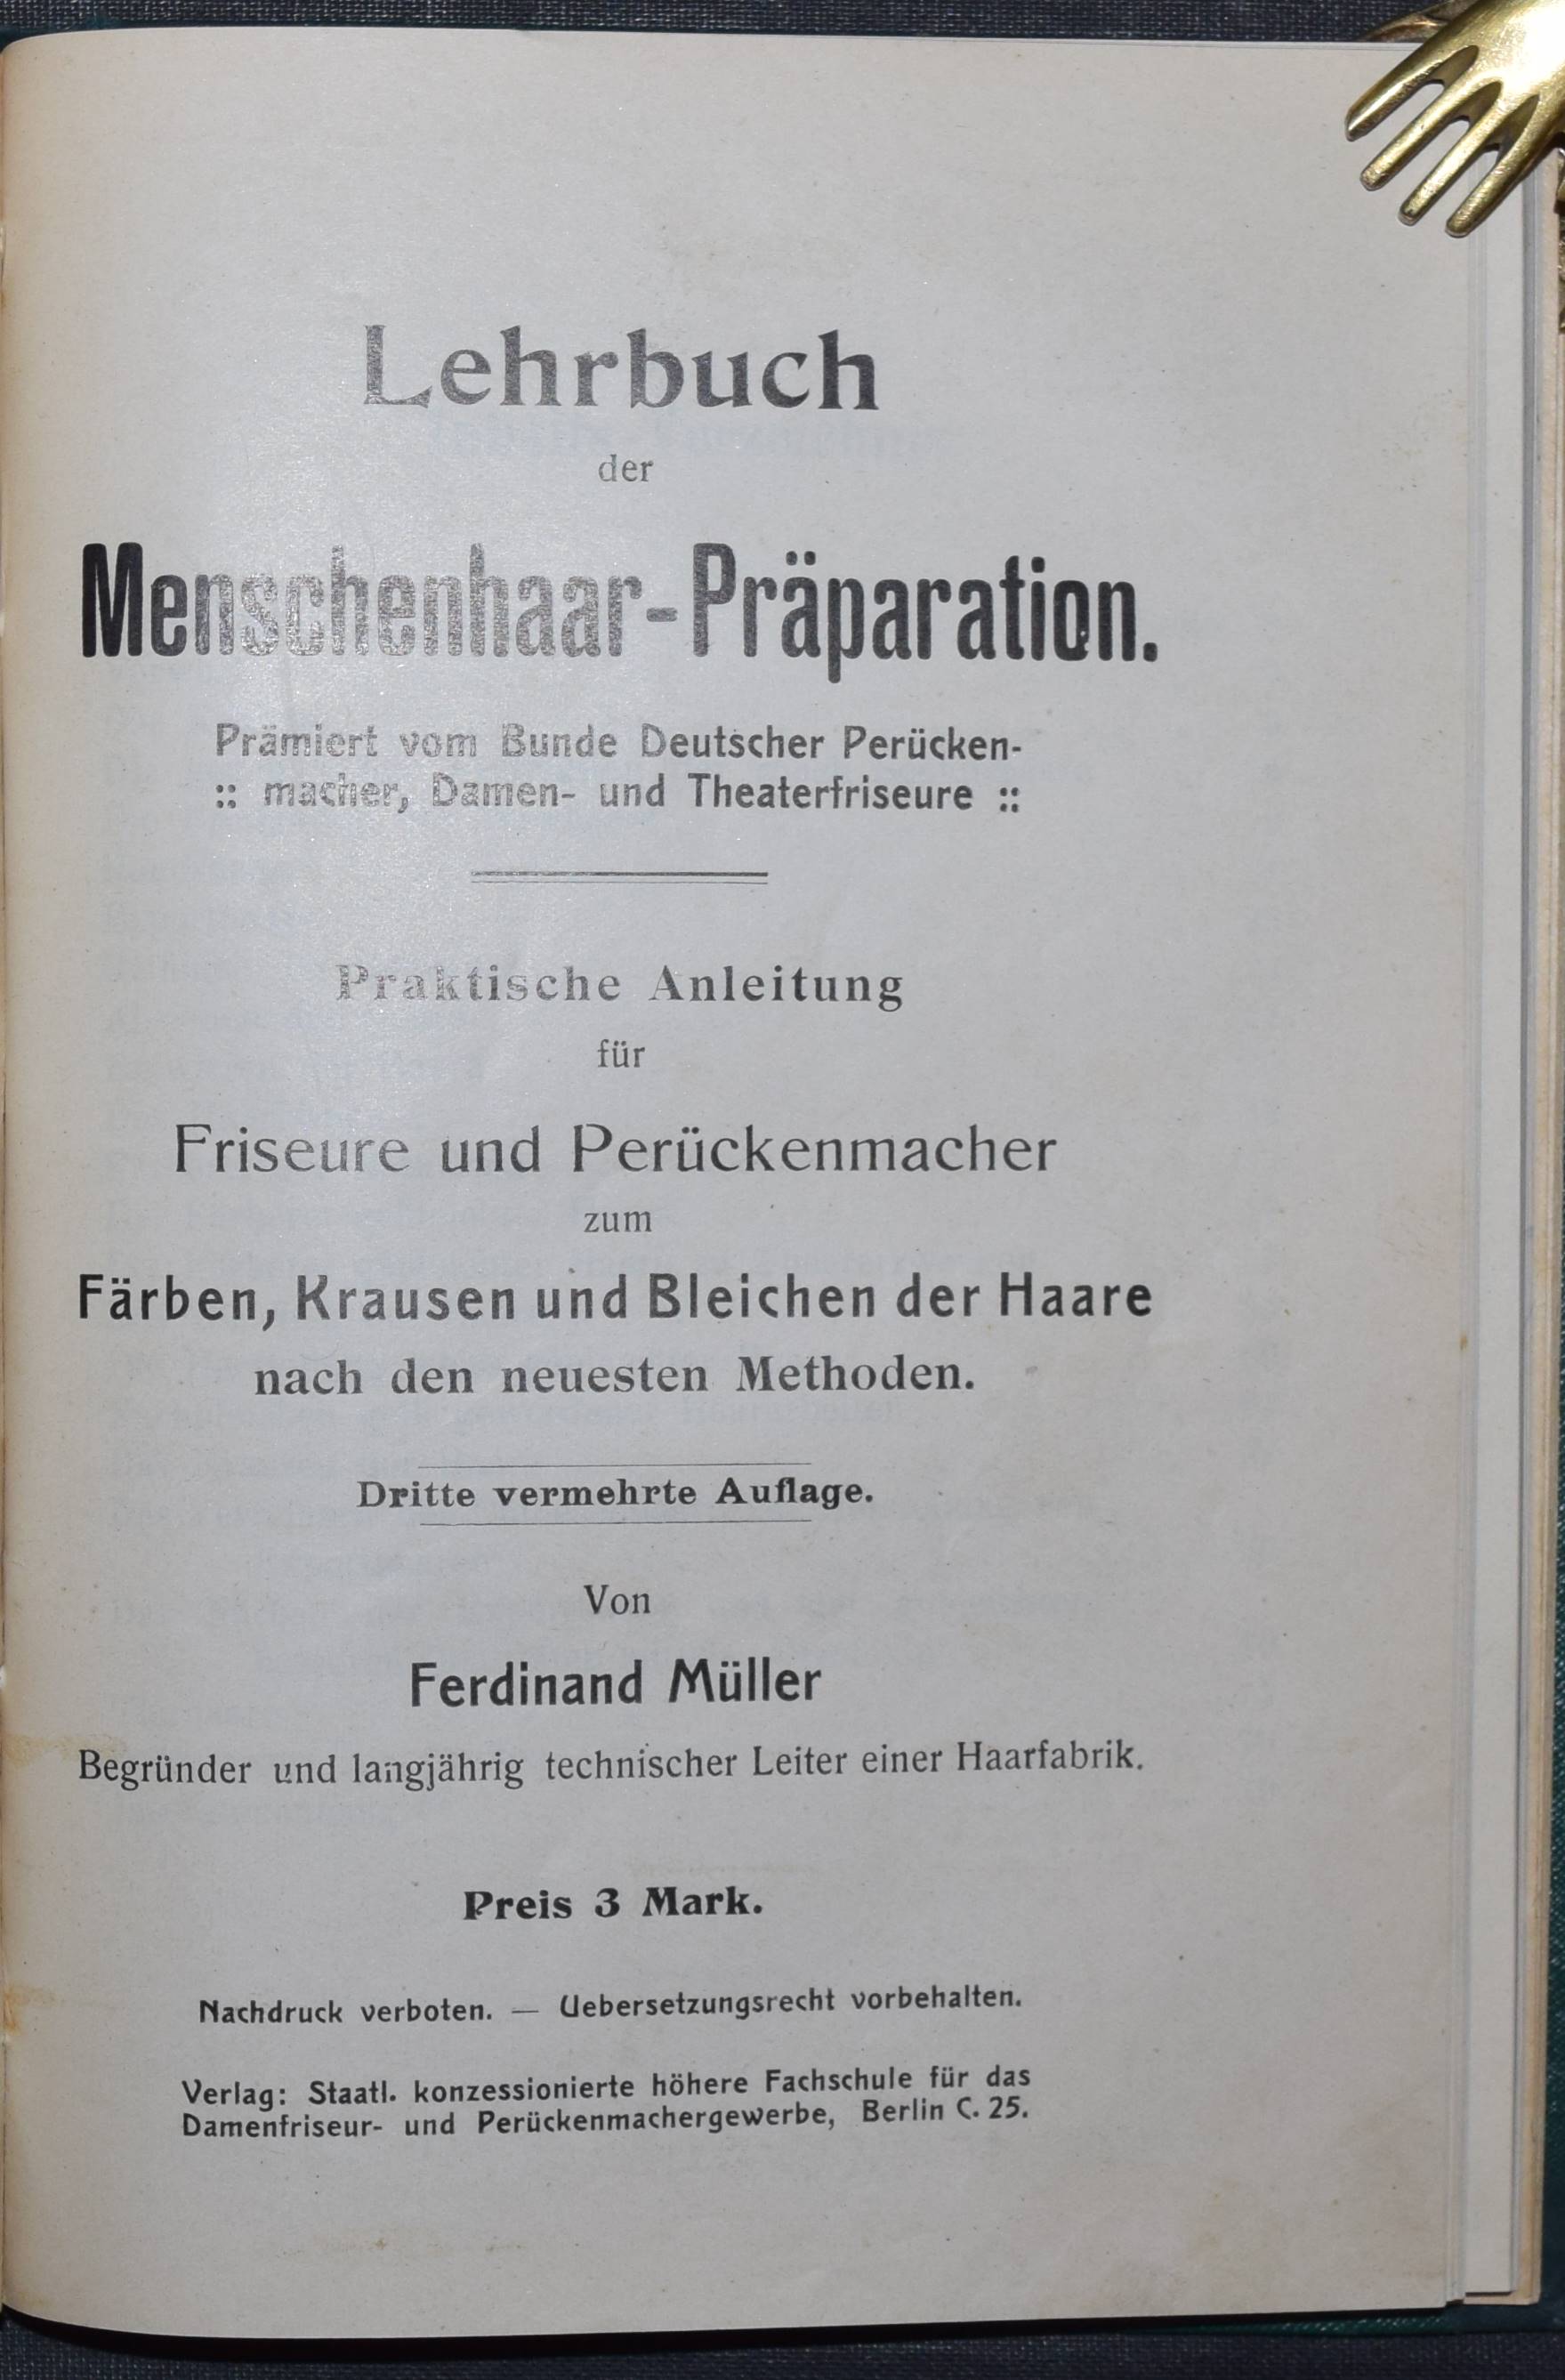 Lehrbuch
der
Menschenhaar-Präparation.
Prämiert vom Bunde Deutscher Perücken-
:: macher, Damen- und Theaterfriseure ::
Praktische Anleitung
für
Friseure und Perückenmacher
zum
Färben, Krausen und Bleichen der Haare
nach den neuesten Methoden.
Dritte vermehrte Auflage.
Von
Ferdinand Müller
Begründer und langjährig technischer Leiter einer Haarfabrik.
Preis 3 Mark.
Nachdruck verboten. — Uebersetzungsrecht vorbehalten.
Verlag: Staatl. konzessionierte höhere Fachschule für das
Damenfriseur- und Perückenmachergewerbe, Berlin C. 25.